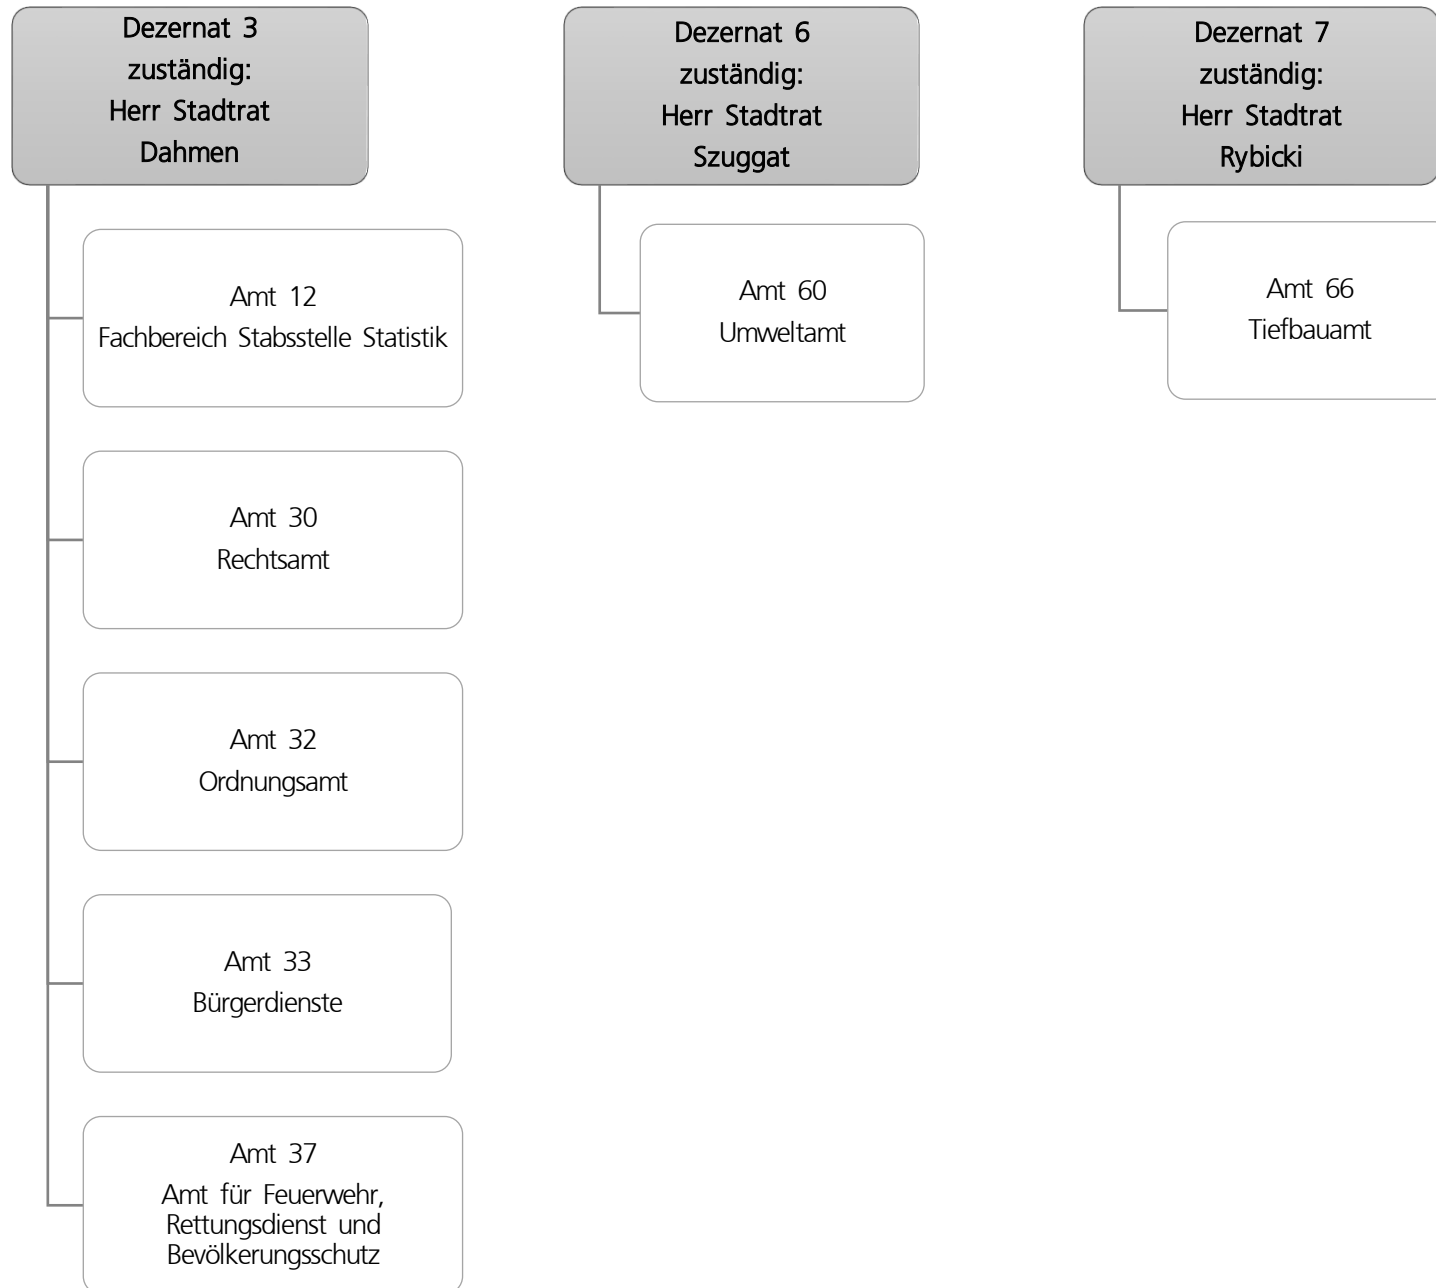 Dezernat 3
zuständig:
Herr Stadtrat
Dahmen
Amt 12
Fachbereich Stabsstelle Statistik
Amt 30
Rechtsamt
Amt 32
Ordnungsamt
Amt 33
Bürgerdienste
Amt 37
Amt für Feuerwehr,
Rettungsdienst und
Bevölkerungsschutz
Dezernat 6
zuständig:
Herr Stadtrat
Szuggat
Amt 60
Umweltamt
Dezernat 7
zuständig:
Herr Stadtrat
Rybicki
Amt 66
Tiefbauamt